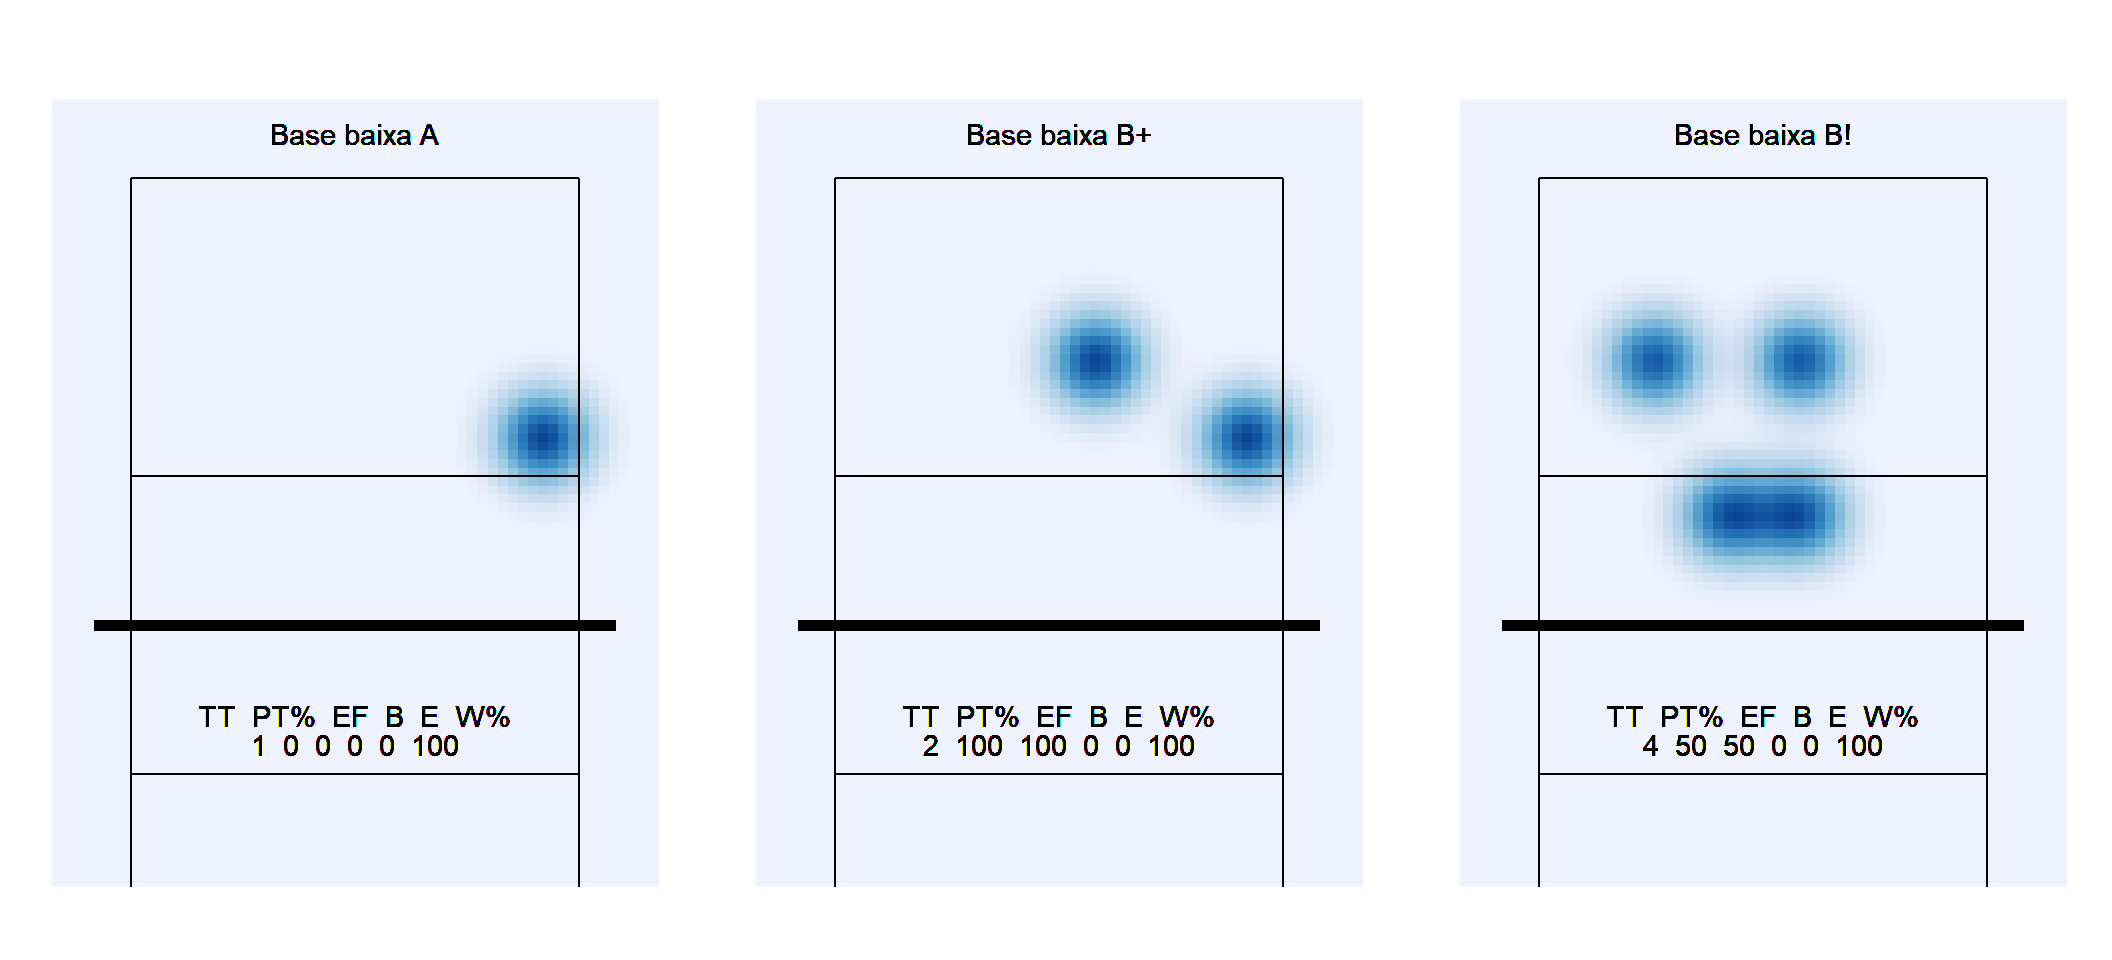 Base baixa A
TT PT% EF B E W%
1 0 0 0 0 100
Base baixa B+
TT PT% EF B E W%
2 100 100 0 0 100
Base baixa B!
TT PT% EF B E W%
4 50 50 0 0 100